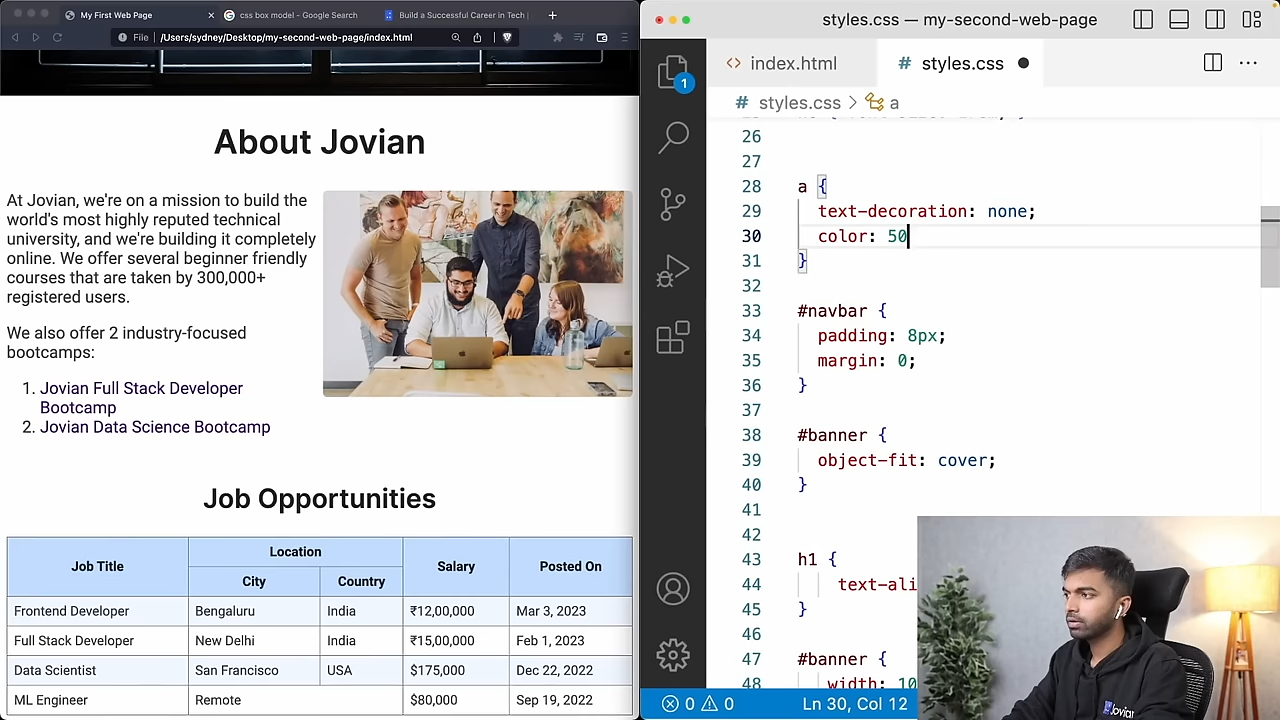 My First Web Page
css box model - Google Search
Build a Successful Career in Tech |
File
/Users/sydney/Desktop/my-second-web-page/index.html
About Jovian
At Jovian, we're on a mission to build the
world's most highly reputed technical
university, and we're building it completely
online. We offer several beginner friendly
courses that are taken by 300,000+
registered users.
We also offer 2 industry-focused
bootcamps:
1. Jovian Full Stack Developer
Bootcamp
2. Jovian Data Science Bootcamp
Job Opportunities
Job Title Location Salary Posted On
City Country
Frontend Developer Bengaluru India ₹12,00,000 Mar 3, 2023
Full Stack Developer New Delhi India ₹15,00,000 Feb 1, 2023
Data Scientist San Francisco USA $175,000 Dec 22, 2022
ML Engineer Remote $80,000 Sep 19, 2022
styles.css — my-second-web-page
<> index.html
# styles.css
# styles.css > a
1
26
27
28 a {
29 text-decoration: none;
30 color: 50
31 }
32
33 #navbar {
34 padding: 8px;
35 margin: 0;
36 }
37
38 #banner {
39 object-fit: cover;
40 }
41
42
43 h1 {
44 text-ali
45 }
46
47 #banner {
48 width: 10
0 0
Ln 30, Col 12
Jovian